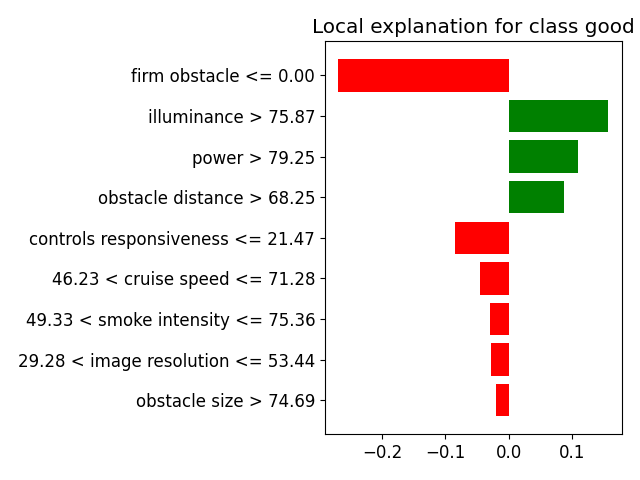 Local explanation for class good
firm obstacle <= 0.00
illuminance > 75.87
power > 79.25
obstacle distance > 68.25
controls responsiveness <= 21.47
46.23 < cruise speed <= 71.28
49.33 < smoke intensity <= 75.36
29.28 < image resolution <= 53.44
obstacle size > 74.69
−0.2 −0.1 0.0 0.1